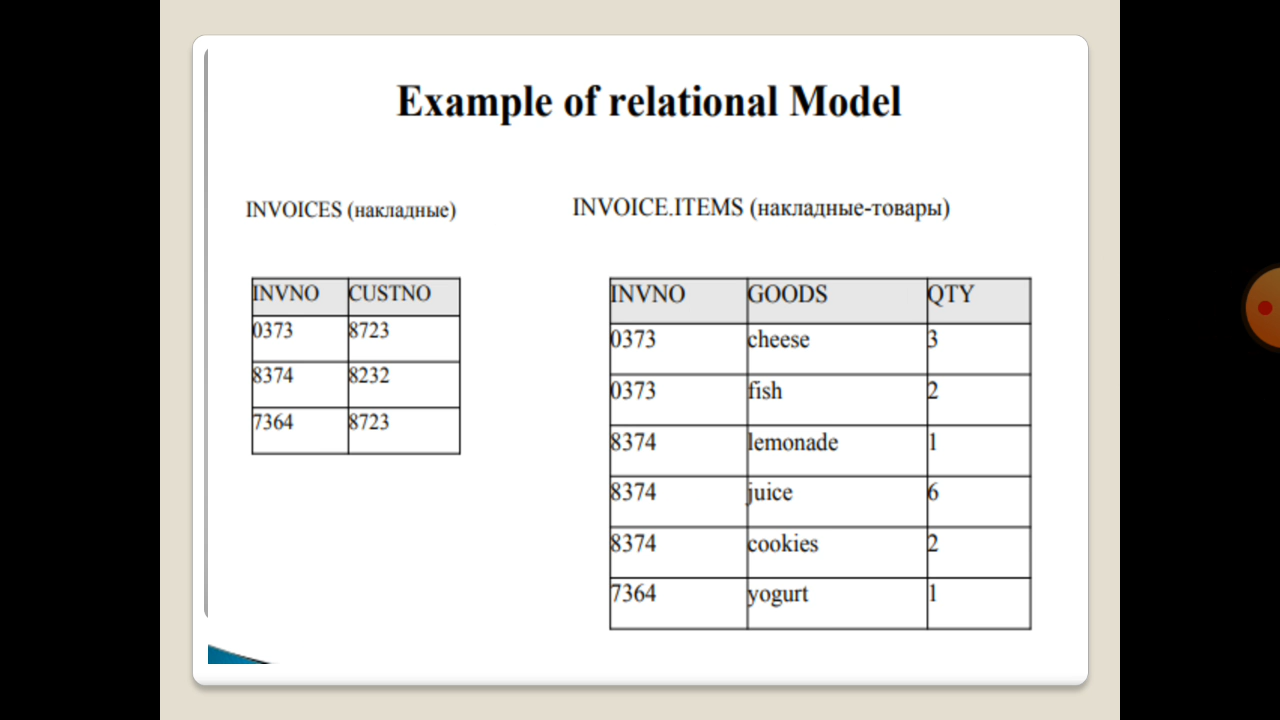 Example of relational Model
INVOICES (накладные)
INVNO CUSTNO
0373 8723
8374 8232
7364 8723
INVOICE.ITEMS (накладные-товары)
INVNO GOODS QTY
0373 cheese 3
0373 fish 2
8374 lemonade 1
8374 juice 6
8374 cookies 2
7364 yogurt 1